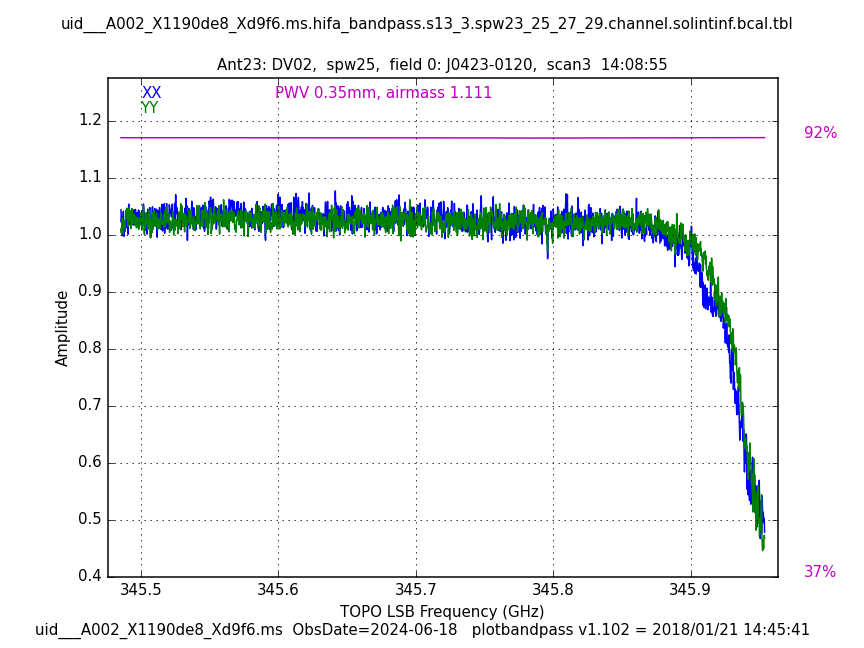 uid___A002_X1190de8_Xd9f6.ms.hifa_bandpass.s13_3.spw23_25_27_29.channel.solintinf.bcal.tbl
Ant23: DV02,  spw25,  field 0: J0423-0120,  scan3  14:08:55
XX
PWV 0.35mm, airmass 1.111
YY
1.2
92%
1.1
1.0
0.9
0.8
0.7
0.6
0.5
0.4
37%
Amplitude
345.5 345.6 345.7 345.8 345.9
TOPO LSB Frequency (GHz)
uid___A002_X1190de8_Xd9f6.ms  ObsDate=2024-06-18   plotbandpass v1.102 = 2018/01/21 14:45:41